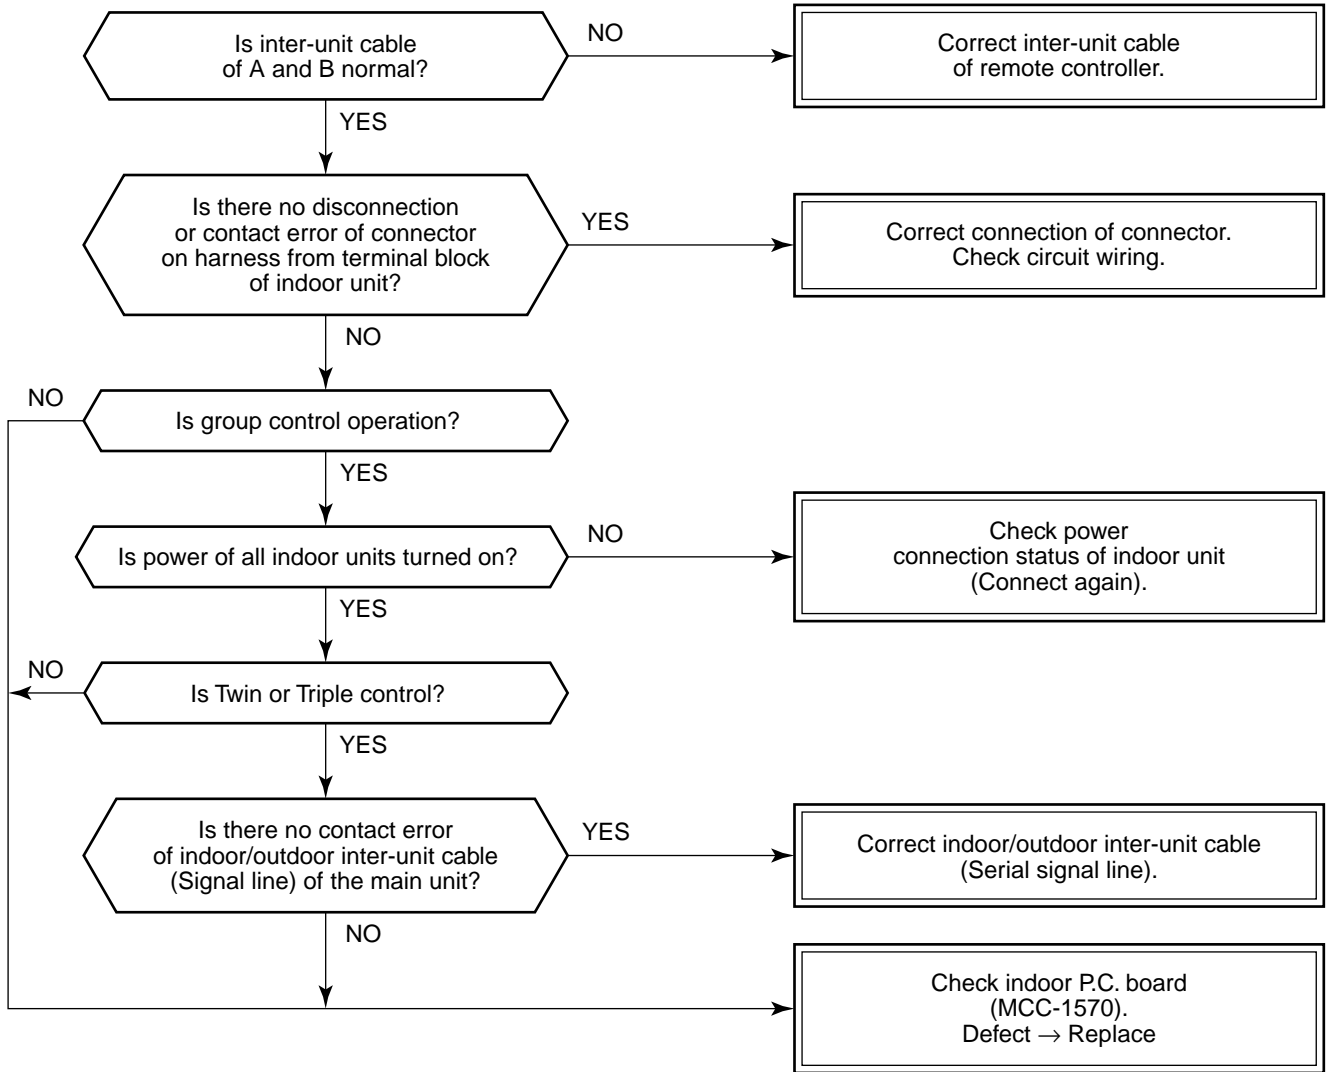 Is inter-unit cable
of A and B normal?
NO
Correct inter-unit cable
of remote controller.
YES
Is there no disconnection
or contact error of connector
on harness from terminal block
of indoor unit?
YES
Correct connection of connector.
Check circuit wiring.
NO
NO
Is group control operation?
YES
Is power of all indoor units turned on?
NO
Check power
connection status of indoor unit
(Connect again).
YES
NO
Is Twin or Triple control?
YES
Is there no contact error
of indoor/outdoor inter-unit cable
(Signal line) of the main unit?
YES
Correct indoor/outdoor inter-unit cable
(Serial signal line).
NO
Check indoor P.C. board
(MCC-1570).
Defect → Replace